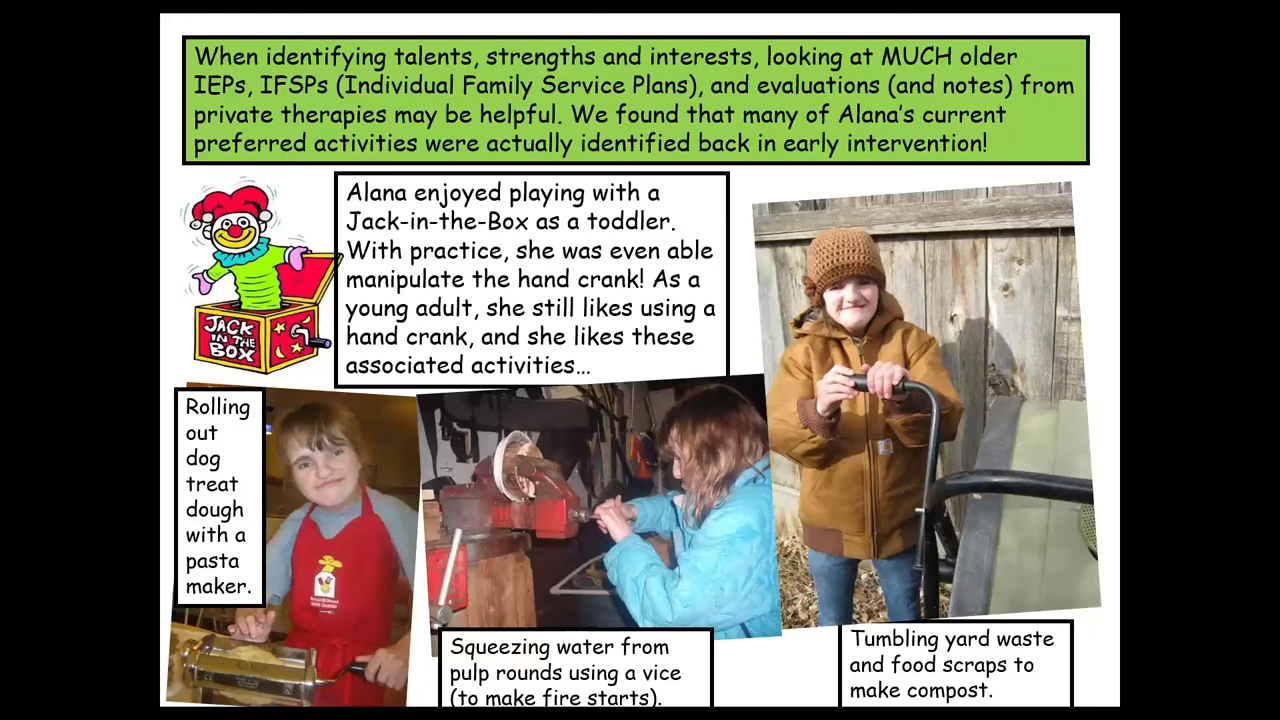 When identifying talents, strengths and interests, looking at MUCH older
IEPs, IFSPs (Individual Family Service Plans), and evaluations (and notes) from
private therapies may be helpful. We found that many of Alana's current
preferred activities were actually identified back in early intervention!
Alana enjoyed playing with a
Jack-in-the-Box as a toddler.
With practice, she was even able
manipulate the hand crank! As a
young adult, she still likes using a
hand crank, and she likes these
associated activities...
JACK
IN THE
BOX
Rolling
out
dog
treat
dough
with a
pasta
maker.
Squeezing water from
pulp rounds using a vice
(to make fire starts).
Tumbling yard waste
and food scraps to
make compost.